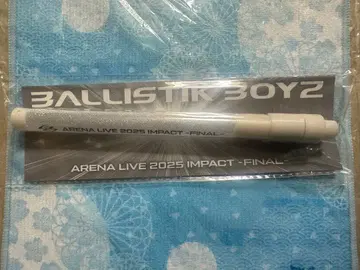 BALLISTIK BOYZ
ARENA LIVE 2025 IMPACT -FINAL-
ARENA LIVE 2025 IMPACT -FINAL-